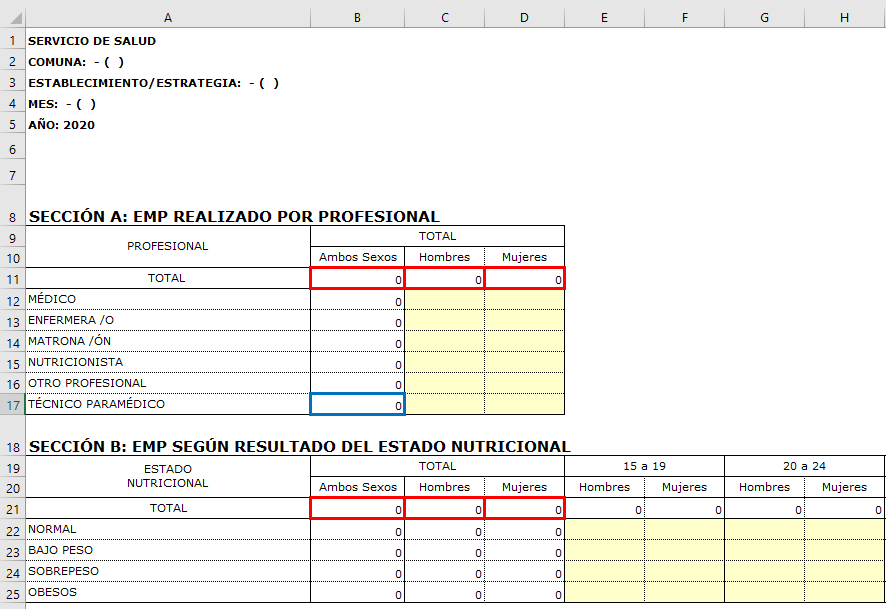 A B C D E F G H
1 SERVICIO DE SALUD
2 COMUNA: - ( )
3 ESTABLECIMIENTO/ESTRATEGIA: - ( )
4 MES: - ( )
5 AÑO: 2020
6
7
8 SECCIÓN A: EMP REALIZADO POR PROFESIONAL
9 PROFESIONAL TOTAL
10 Ambos Sexos Hombres Mujeres
11 TOTAL 0 0 0
12 MÉDICO 0
13 ENFERMERA /O 0
14 MATRONA /ÓN 0
15 NUTRICIONISTA 0
16 OTRO PROFESIONAL 0
17 TÉCNICO PARAMÉDICO 0
18 SECCIÓN B: EMP SEGÚN RESULTADO DEL ESTADO NUTRICIONAL
19 ESTADO TOTAL 15 a 19 20 a 24
20 NUTRICIONAL Ambos Sexos Hombres Mujeres Hombres Mujeres Hombres Mujeres
21 TOTAL 0 0 0 0 0 0 0
22 NORMAL 0 0 0
23 BAJO PESO 0 0 0
24 SOBREPESO 0 0 0
25 OBESOS 0 0 0